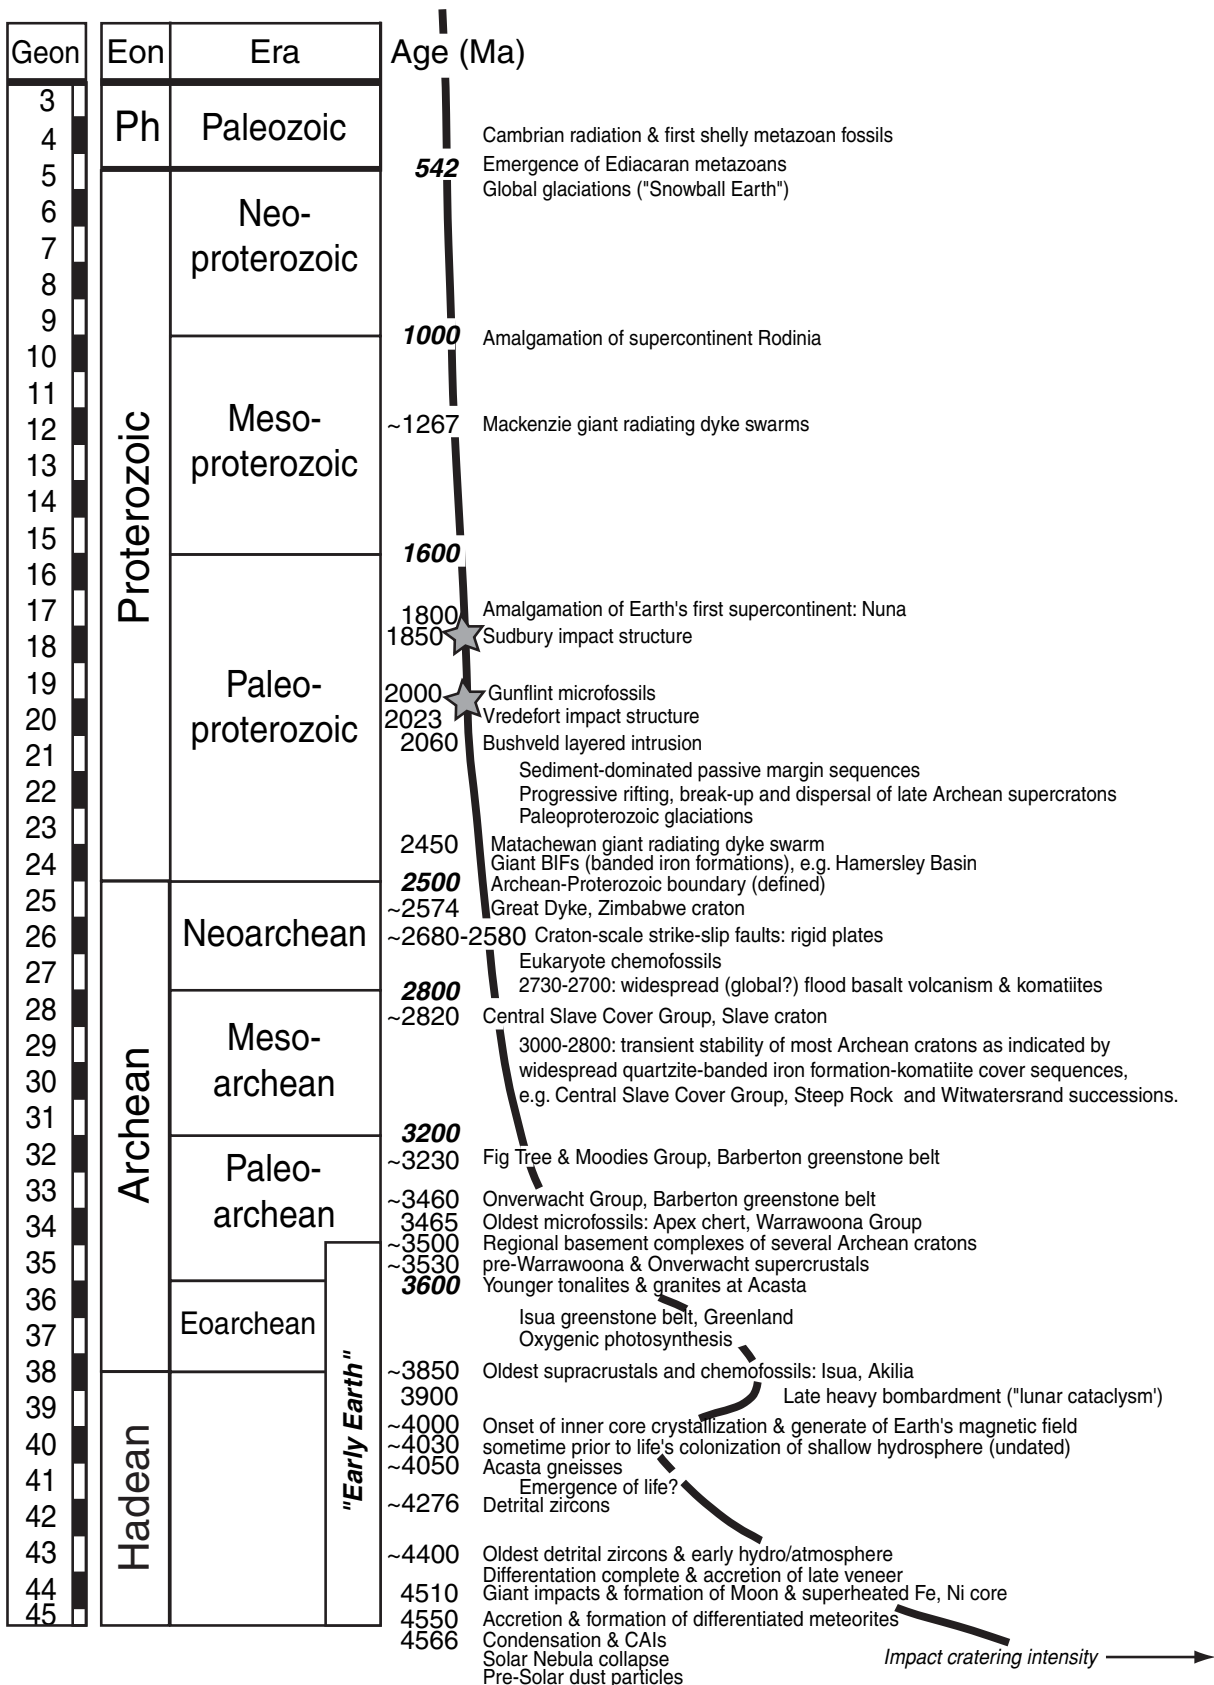 Geon Eon Era Age (Ma)
3
4
5
6
7
8
9
10
11
12
13
14
15
16
17
18
19
20
21
22
23
24
25
26
27
28
29
30
31
32
33
34
35
36
37
38
39
40
41
42
43
44
45
Ph
Proterozoic
Archean
Hadean
Paleozoic
Neo-
proterozoic
Meso-
proterozoic
Paleo-
proterozoic
Neoarchean
Meso-
archean
Paleo-
archean
Eoarchean
"Early Earth"
Cambrian radiation & first shelly metazoan fossils
542 Emergence of Ediacaran metazoans
Global glaciations ("Snowball Earth")
1000 Amalgamation of supercontinent Rodinia
~1267 Mackenzie giant radiating dyke swarms
1600
1800 Amalgamation of Earth's first supercontinent: Nuna
1850 Sudbury impact structure
2000 Gunflint microfossils
2023 Vredefort impact structure
2060 Bushveld layered intrusion
Sediment-dominated passive margin sequences
Progressive rifting, break-up and dispersal of late Archean supercratons
Paleoproterozoic glaciations
2450 Matachewan giant radiating dyke swarm
Giant BIFs (banded iron formations), e.g. Hamersley Basin
2500 Archean-Proterozoic boundary (defined)
~2574 Great Dyke, Zimbabwe craton
~2680-2580 Craton-scale strike-slip faults: rigid plates
Eukaryote chemofossils
2730-2700: widespread (global?) flood basalt volcanism & komatiites
2800
~2820 Central Slave Cover Group, Slave craton
3000-2800: transient stability of most Archean cratons as indicated by
widespread quartzite-banded iron formation-komatiite cover sequences,
e.g. Central Slave Cover Group, Steep Rock and Witwatersrand successions.
3200
~3230 Fig Tree & Moodies Group, Barberton greenstone belt
~3460 Onverwacht Group, Barberton greenstone belt
3465 Oldest microfossils: Apex chert, Warrawoona Group
~3500 Regional basement complexes of several Archean cratons
~3530 pre-Warrawoona & Onverwacht supercrustals
3600 Younger tonalites & granites at Acasta
Isua greenstone belt, Greenland
Oxygenic photosynthesis
~3850 Oldest supracrustals and chemofossils: Isua, Akilia
3900 Late heavy bombardment ("lunar cataclysm')
~4000 Onset of inner core crystallization & generate of Earth's magnetic field
~4030 sometime prior to life's colonization of shallow hydrosphere (undated)
~4050 Acasta gneisses
Emergence of life?
~4276 Detrital zircons
~4400 Oldest detrital zircons & early hydro/atmosphere
Differentation complete & accretion of late veneer
4510 Giant impacts & formation of Moon & superheated Fe, Ni core
4550 Accretion & formation of differentiated meteorites
4566 Condensation & CAIs
Solar Nebula collapse
Pre-Solar dust particles
Impact cratering intensity